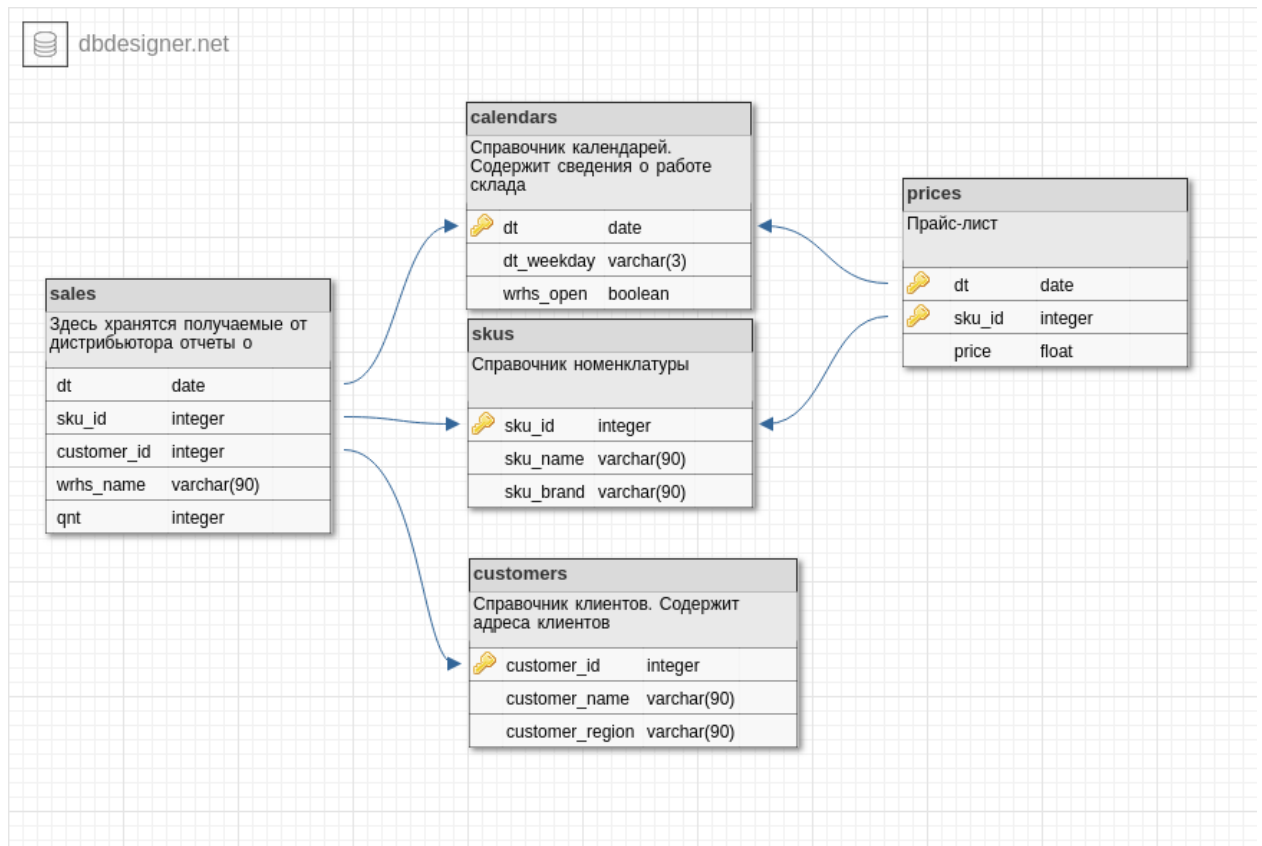 dbdesigner.net
calendars
Справочник календарей.
Содержит сведения о работе
склада
dt date
dt_weekday varchar(3)
wrhs_open boolean
prices
Прайс-лист
dt date
sku_id integer
price float
sales
Здесь хранятся получаемые от
дистрибьютора отчеты о
dt date
sku_id integer
customer_id integer
wrhs_name varchar(90)
qnt integer
skus
Справочник номенклатуры
sku_id integer
sku_name varchar(90)
sku_brand varchar(90)
customers
Справочник клиентов. Содержит
адреса клиентов
customer_id integer
customer_name varchar(90)
customer_region varchar(90)